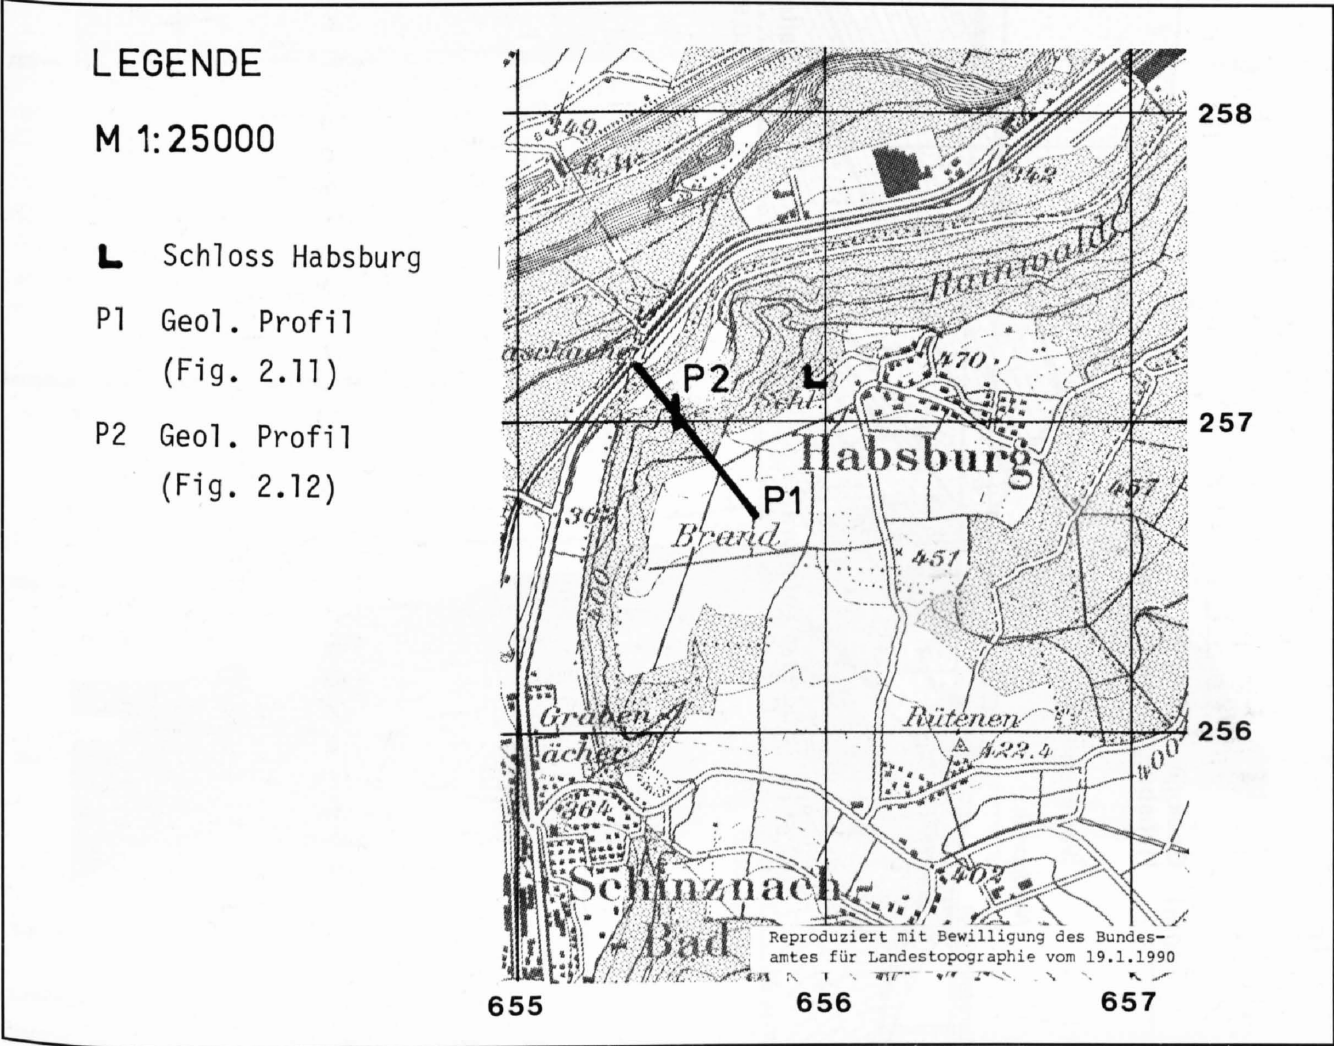 LEGENDE
M 1:25000
L Schloss Habsburg
P1 Geol. Profil
(Fig. 2.11)
P2 Geol. Profil
(Fig. 2.12)
258
349
E.W.
342
Rainwald
470
P2
Schl.
257
Habsburg
457
P1
Brand
451
400
Graben
ächer
Rütenen
256
422.4
400
364
402
Schinznach-
-Bad
Reproduziert mit Bewilligung des Bundes-
amtes für Landestopographie vom 19.1.1990
655
656
657